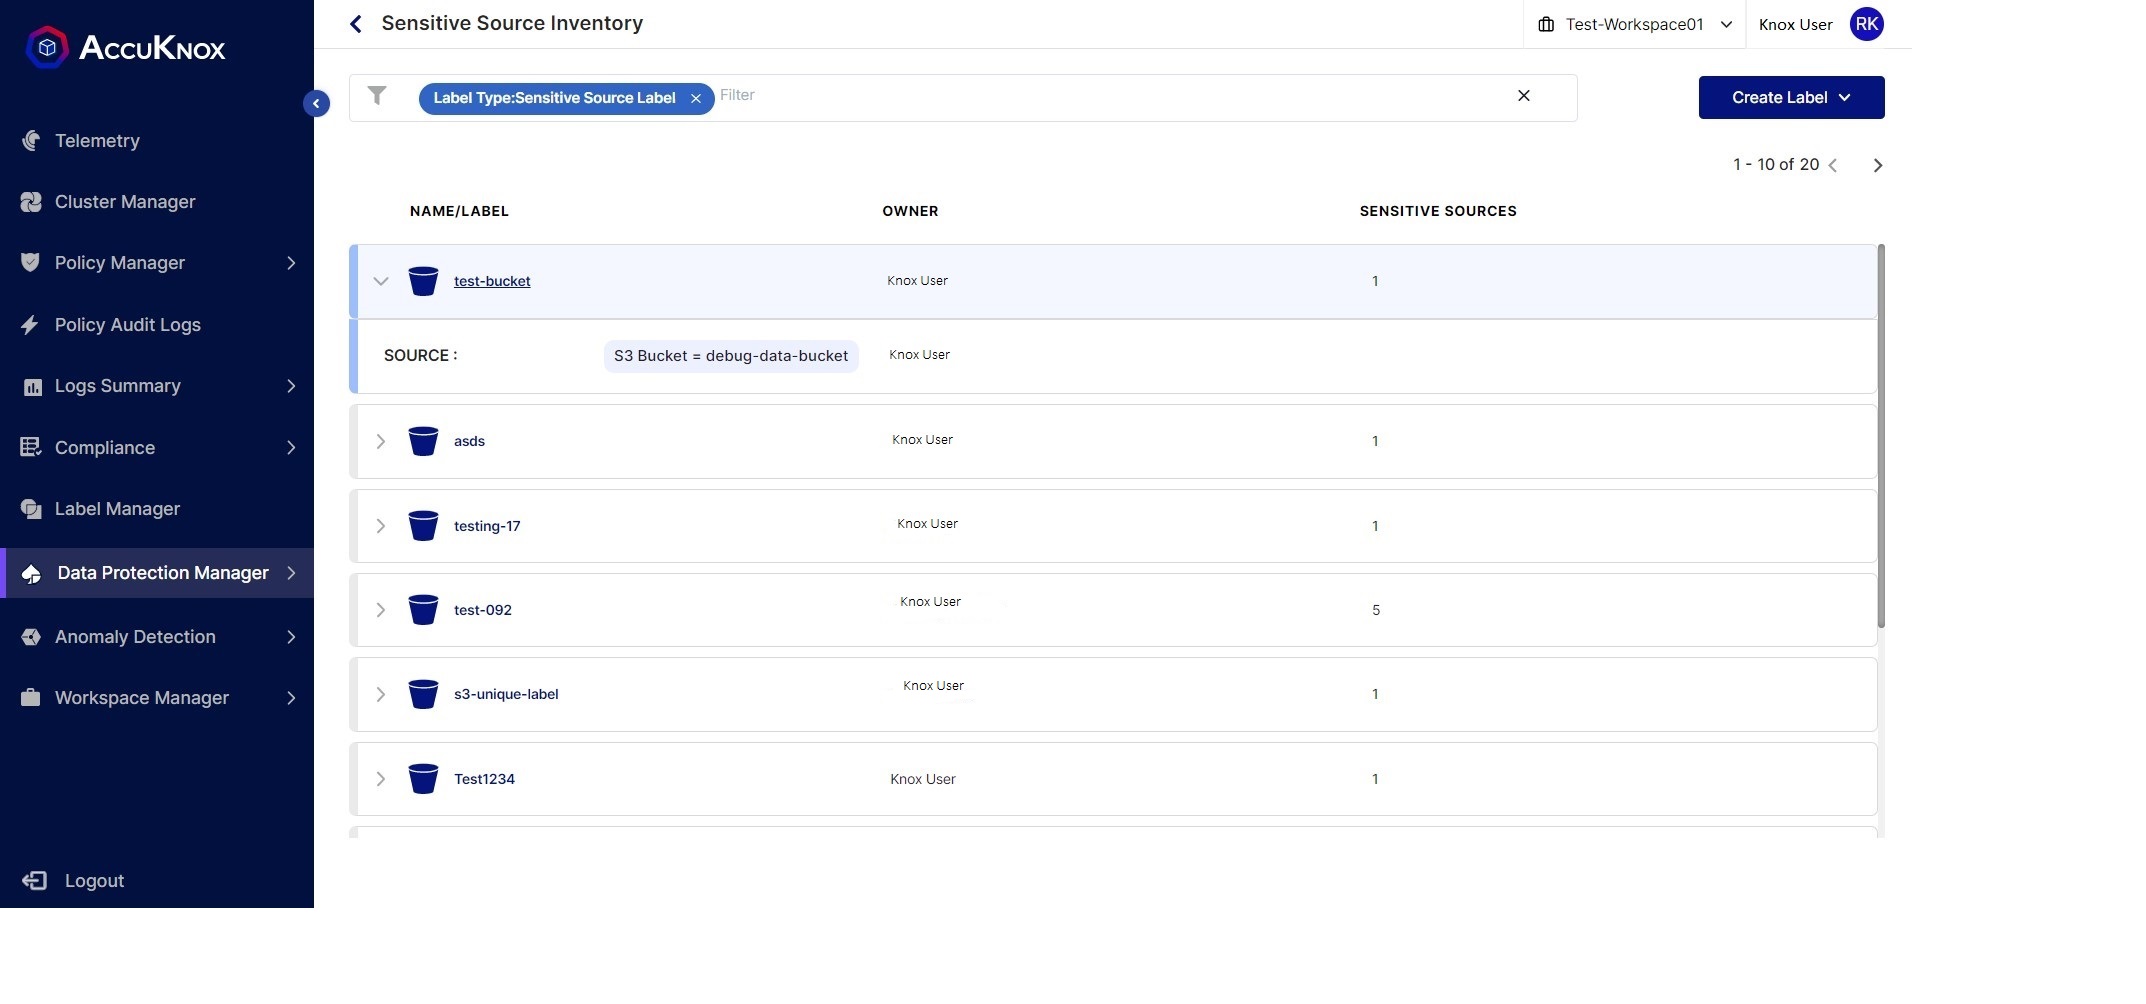 ACCUKNOX
Telemetry
Cluster Manager
Policy Manager
Policy Audit Logs
Logs Summary
Compliance
Label Manager
Data Protection Manager
Anomaly Detection
Workspace Manager
Logout
Sensitive Source Inventory
Test-Workspace01
Knox User
RK
Label Type:Sensitive Source Label
Filter
Create Label
1 - 10 of 20
NAME/LABEL OWNER SENSITIVE SOURCES
test-bucket Knox User 1
SOURCE : S3 Bucket = debug-data-bucket Knox User
asds Knox User 1
testing-17 Knox User 1
test-092 Knox User 5
s3-unique-label Knox User 1
Test1234 Knox User 1